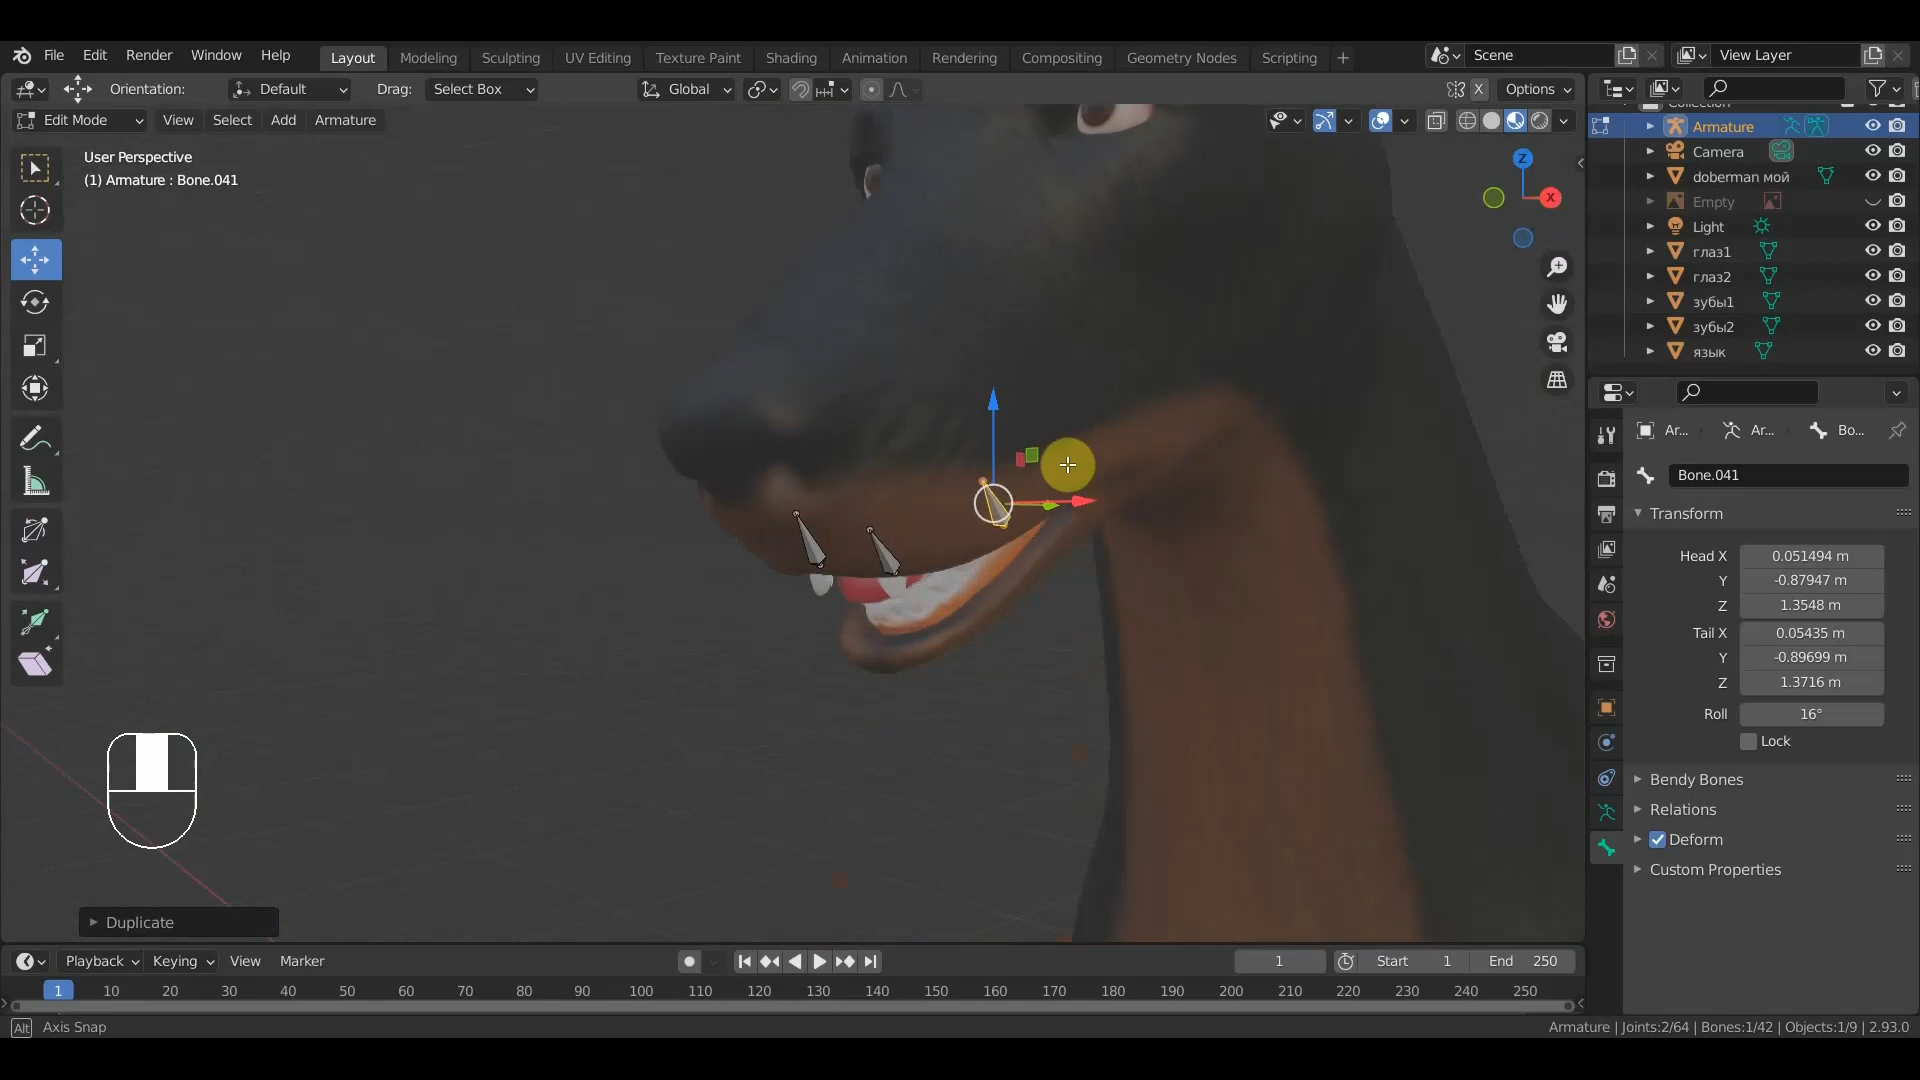 File Edit Render Window Help Layout Modeling Sculpting UV Editing Texture Paint Shading Animation Rendering Compositing Geometry Nodes Scripting + Scene View Layer
Orientation: Default Drag: Select Box Global X Options
Edit Mode View Select Add Armature
User Perspective
(1) Armature : Bone.041
Z
X
Collection
Armature
Camera
doberman мой
Empty
Light
глаз1
глаз2
зубы1
зубы2
язык
Ar... Ar... Bo...
Bone.041
Transform
Head X 0.051494 m
Y -0.87947 m
Z 1.3548 m
Tail X 0.05435 m
Y -0.89699 m
Z 1.3716 m
Roll 16°
Lock
Bendy Bones
Relations
Deform
Custom Properties
Duplicate
Playback Keying View Marker 1 Start 1 End 250
1 10 20 30 40 50 60 70 80 90 100 110 120 130 140 150 160 170 180 190 200 210 220 230 240 250
Alt Axis Snap Armature | Joints:2/64 | Bones:1/42 | Objects:1/9 | 2.93.0